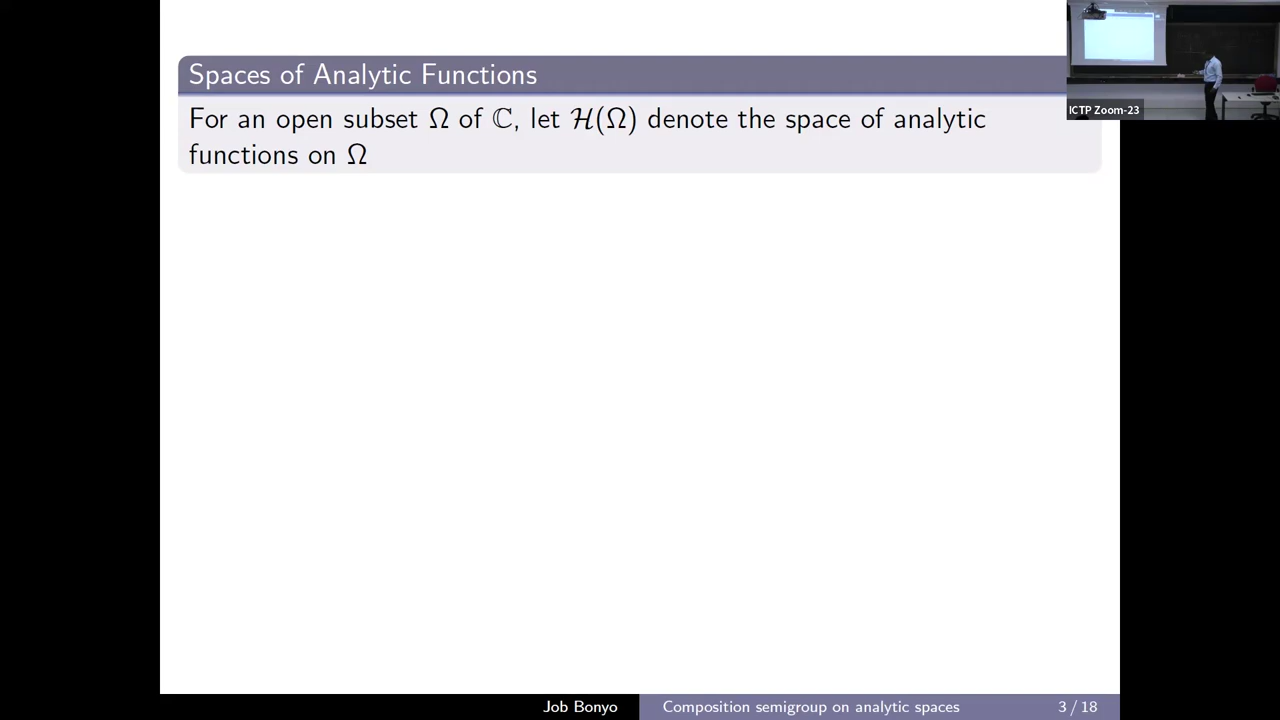 Spaces of Analytic Functions
For an open subset Ω of ℂ, let ℋ(Ω) denote the space of analytic
functions on Ω
ICTP Zoom-23
Job Bonyo
Composition semigroup on analytic spaces
3 / 18